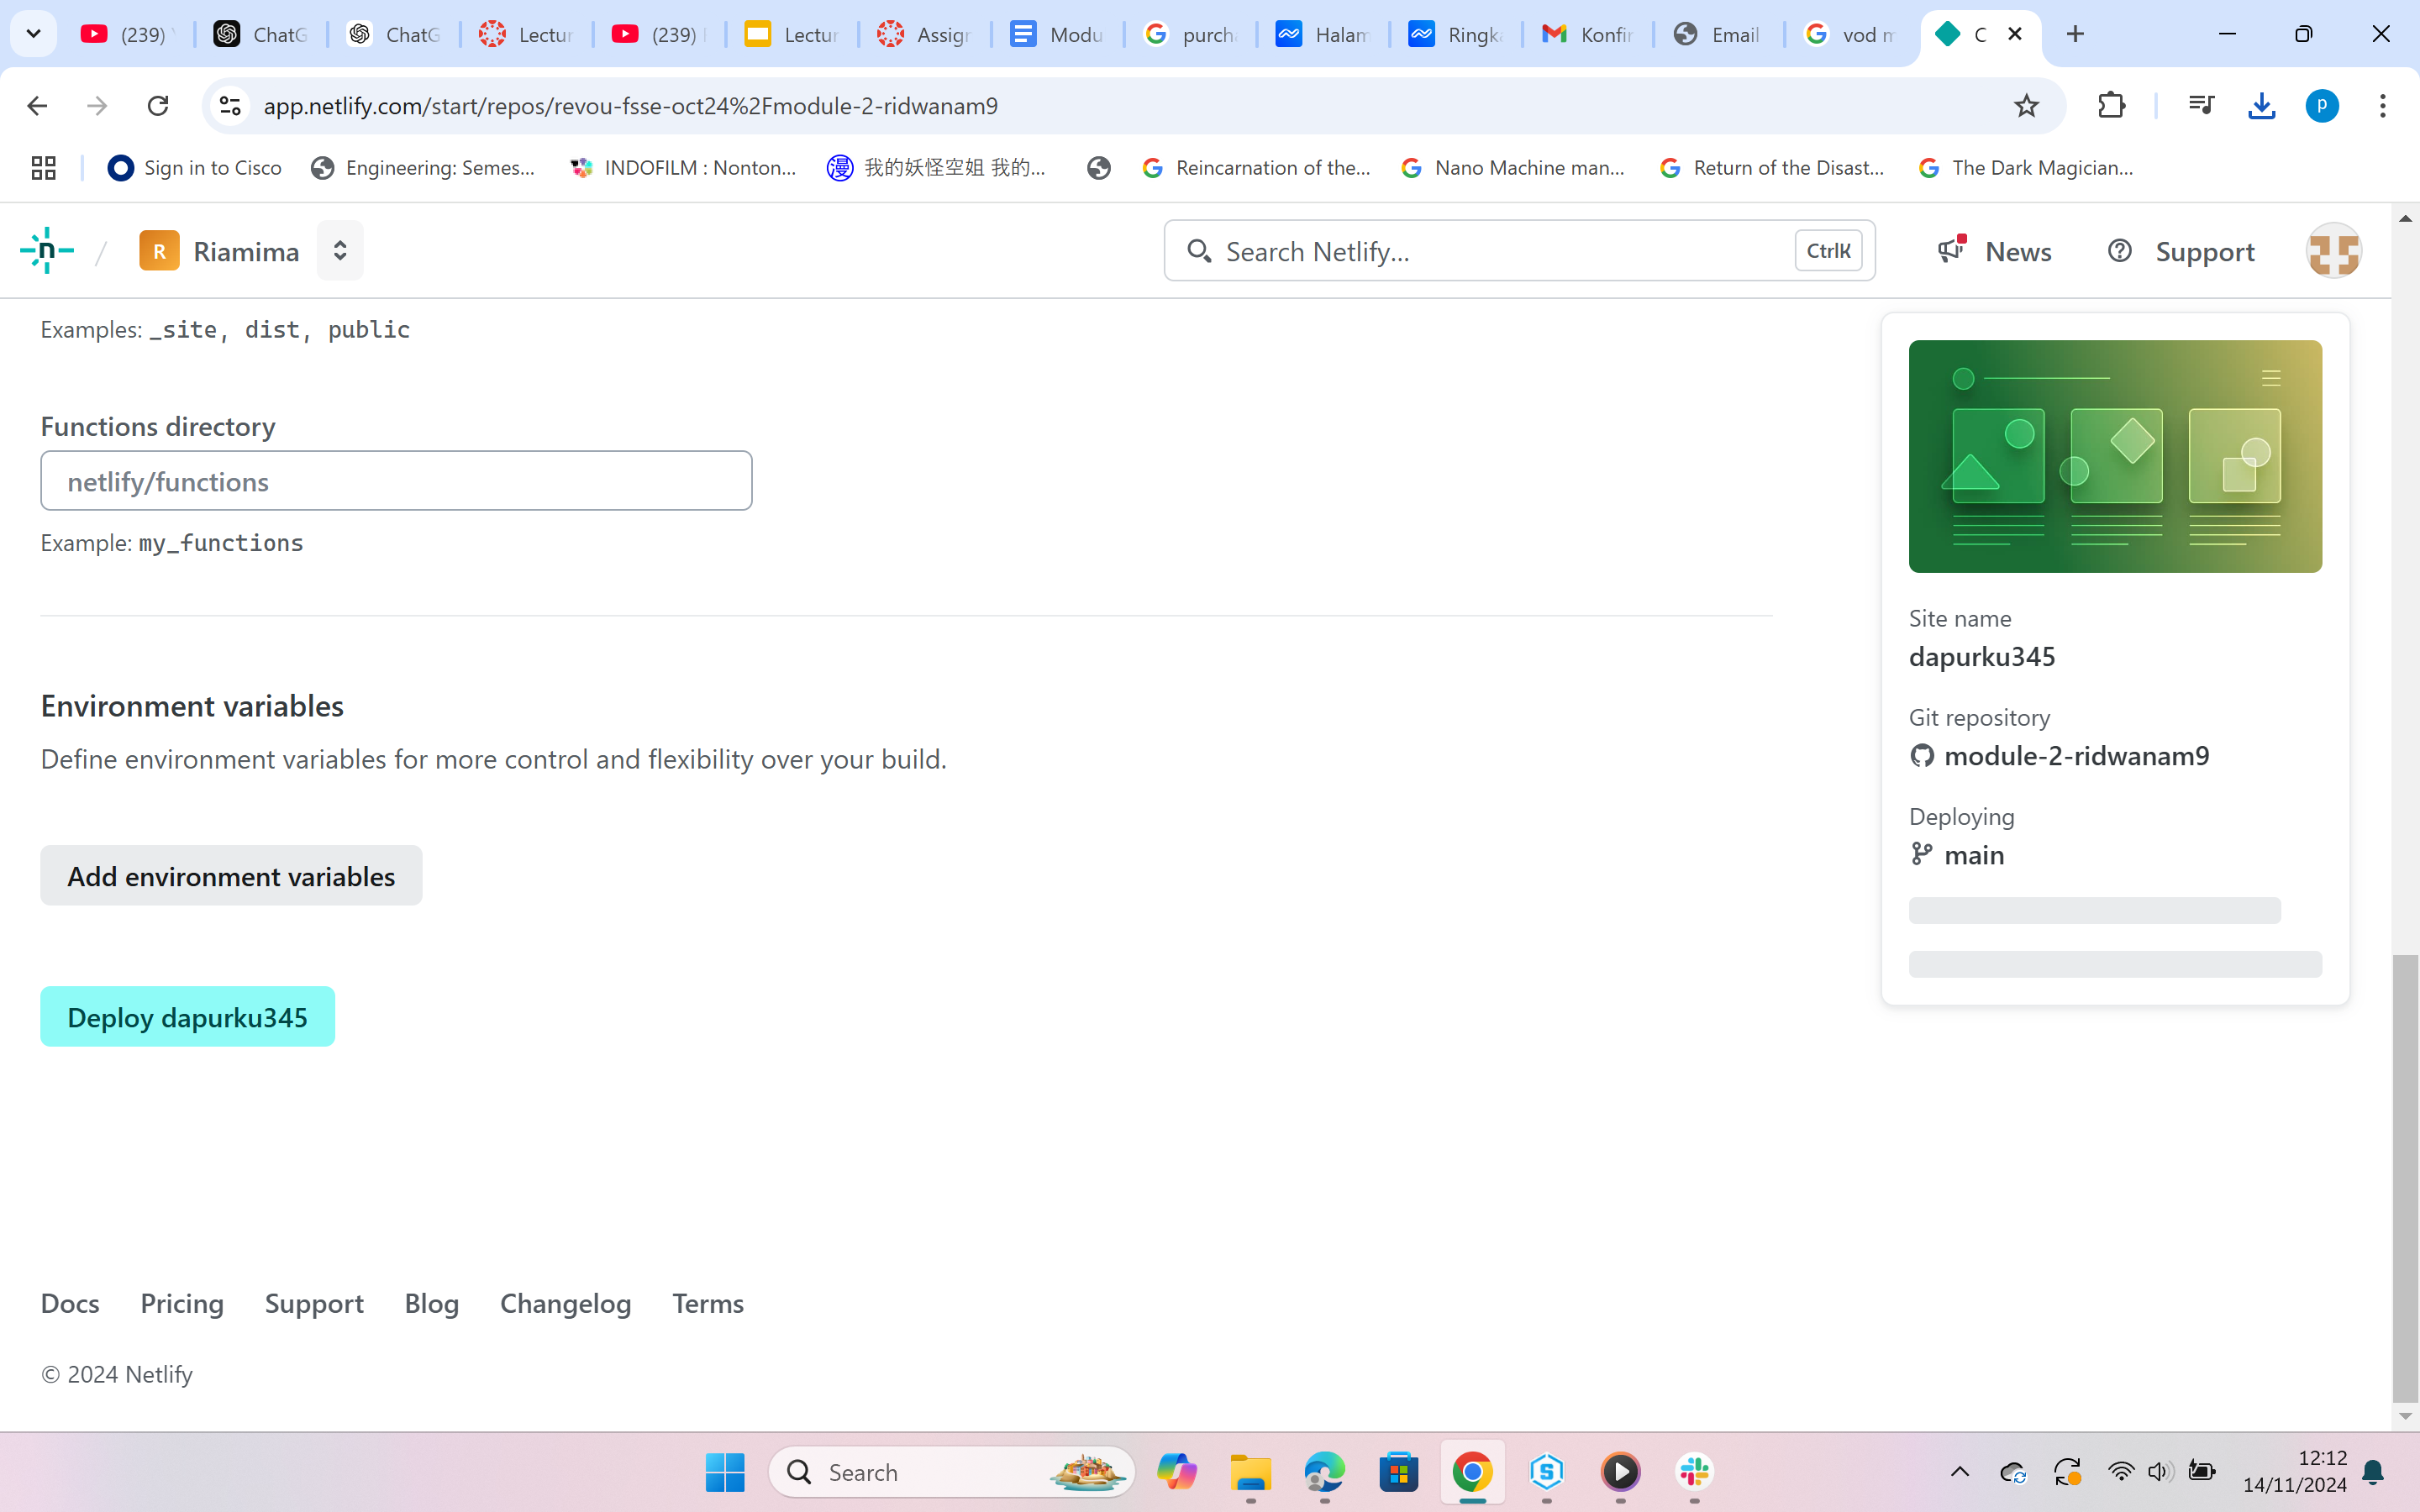 (239)
ChatG
ChatG
Lectur
(239)
Lectur
Assign
Modu
purcha
Halam
Ringka
Konfir
Email
vod m
C
app.netlify.com/start/repos/revou-fsse-oct24%2Fmodule-2-ridwanam9
P
Sign in to Cisco
Engineering: Semes...
INDOFILM : Nonton...
漫 我的妖怪空姐 我的...
Reincarnation of the...
Nano Machine man...
Return of the Disast...
The Dark Magician...
n / R Riamima
Search Netlify...
CtrlK
News
Support
Examples: _site, dist, public
Functions directory
netlify/functions
Example: my_functions
Environment variables
Define environment variables for more control and flexibility over your build.
Add environment variables
Deploy dapurku345
Site name
dapurku345
Git repository
module-2-ridwanam9
Deploying
main
Docs
Pricing
Support
Blog
Changelog
Terms
© 2024 Netlify
Search
12:12
14/11/2024